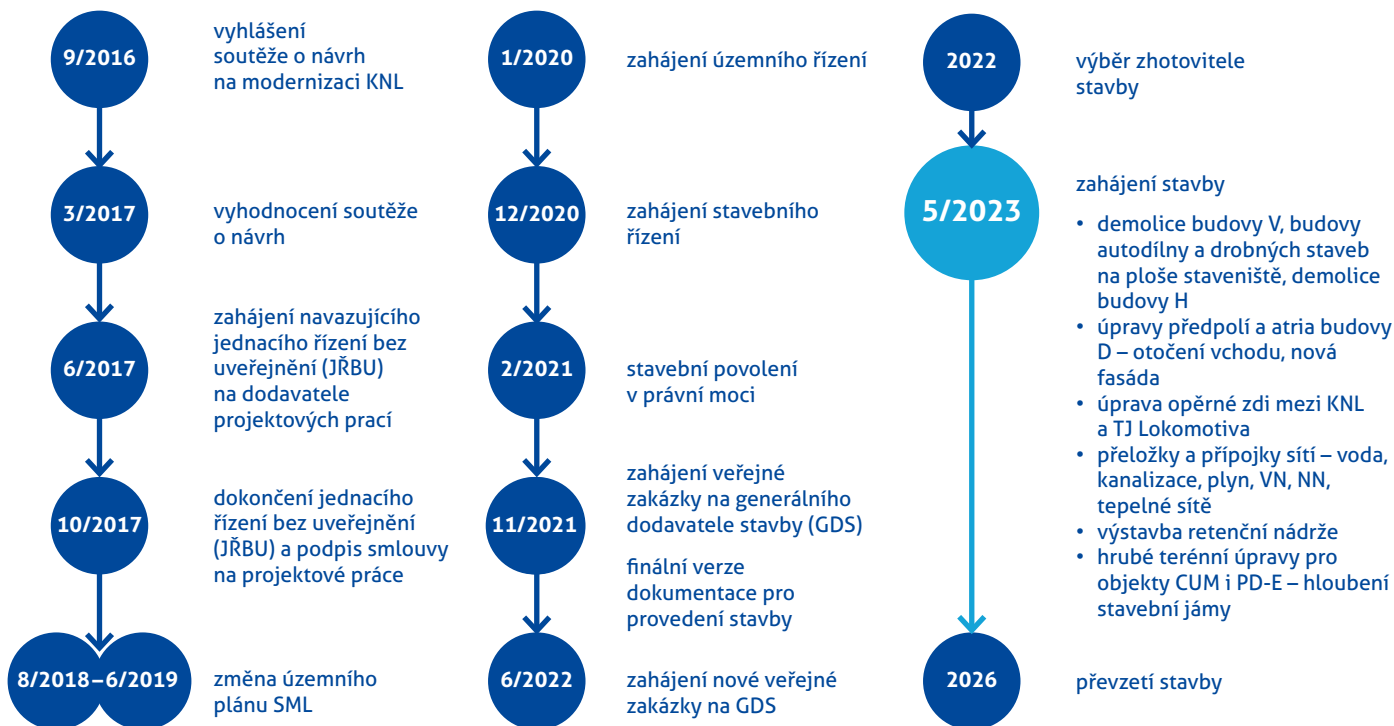 9/2016
vyhlášení
soutěže o návrh
na modernizaci KNL
3/2017
vyhodnocení soutěže
o návrh
6/2017
zahájení navazujícího
jednacího řízení bez
uveřejnění (JŘBU)
na dodavatele
projektových prací
10/2017
dokončení jednacího
řízení bez uveřejnění
(JŘBU) a podpis smlouvy
na projektové práce
8/2018–6/2019
změna územního
plánu SML
1/2020
zahájení územního řízení
12/2020
zahájení stavebního
řízení
2/2021
stavební povolení
v právní moci
11/2021
zahájení veřejné
zakázky na generálního
dodavatele stavby (GDS)
finální verze
dokumentace pro
provedení stavby
6/2022
zahájení nové veřejné
zakázky na GDS
2022
výběr zhotovitele
stavby
5/2023
zahájení stavby
• demolice budovy V, budovy
autodílny a drobných staveb
na ploše staveniště, demolice
budovy H
• úpravy předpolí a atria budovy
D – otočení vchodu, nová
fasáda
• úprava opěrné zdi mezi KNL
a TJ Lokomotiva
• přeložky a přípojky sítí – voda,
kanalizace, plyn, VN, NN,
tepelné sítě
• výstavba retenční nádrže
• hrubé terénní úpravy pro
objekty CUM i PD-E – hloubení
stavební jámy
2026
převzetí stavby